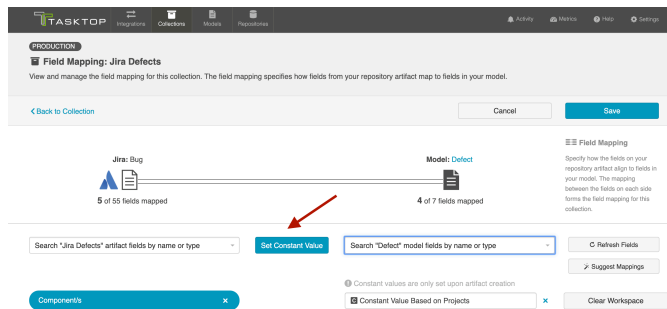 TASKTOP
Integrations
Collections
Models
Repositories
Activity
Metrics
Help
Settings
PRODUCTION
Field Mapping: Jira Defects
View and manage the field mapping for this collection. The field mapping specifies how fields from your repository artifact map to fields in your model.
Back to Collection
Cancel
Save
Field Mapping
Specify how the fields on your
repository artifact align to fields in
your model. The mapping
between the fields on each side
forms the field mapping for this
collection.
Jira: Bug
Model: Defect
5 of 55 fields mapped
4 of 7 fields mapped
Search "Jira Defects" artifact fields by name or type
Set Constant Value
Search "Defect" model fields by name or type
Refresh Fields
Suggest Mappings
Constant values are only set upon artifact creation
Component/s
C Constant Value Based on Projects
Clear Workspace